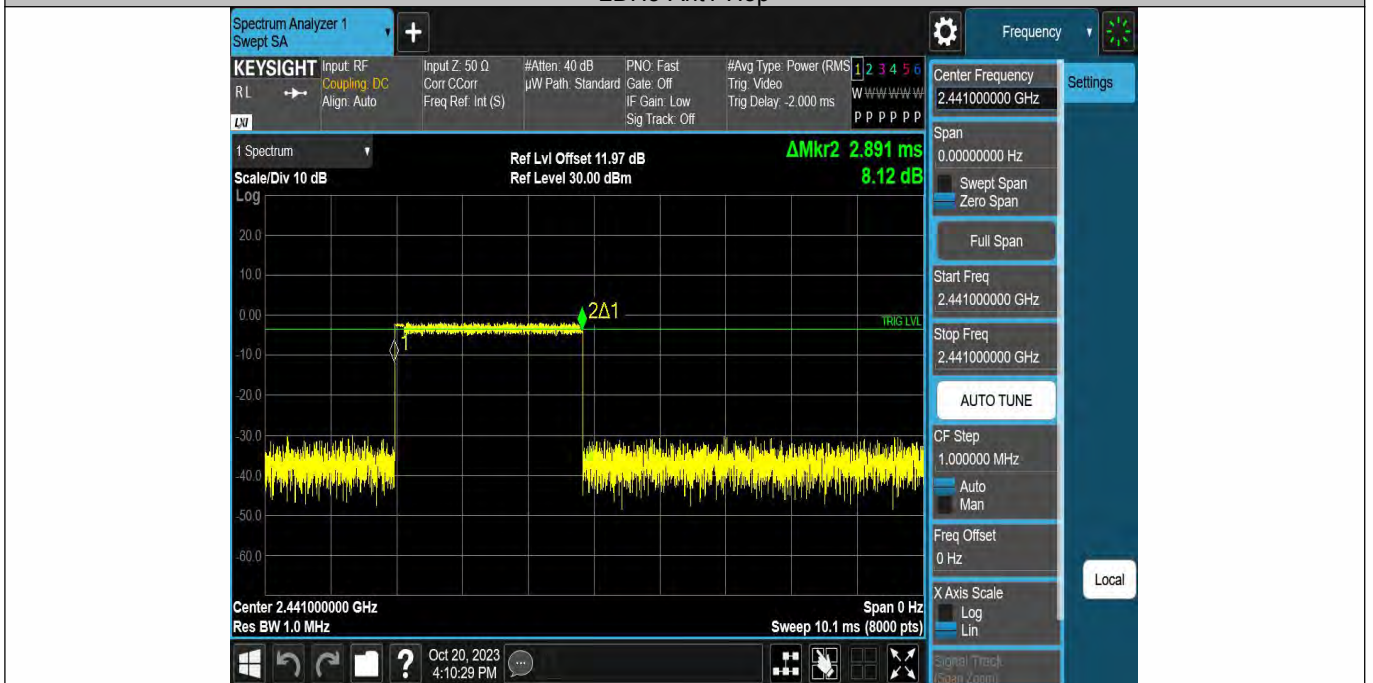 Spectrum Analyzer 1
Swept SA
+
Frequency
KEYSIGHT
RL
LXI
Input: RF
Coupling: DC
Align: Auto
Input Z: 50 Ω
Corr CCorr
Freq Ref: Int (S)
#Atten: 40 dB
µW Path: Standard
PNO: Fast
Gate: Off
IF Gain: Low
Sig Track: Off
#Avg Type: Power (RMS
Trig: Video
Trig Delay: -2.000 ms
1 2 3 4 5 6
W W W W W W
P P P P P P
Center Frequency
2.441000000 GHz
Settings
1 Spectrum
Scale/Div 10 dB
Ref Lvl Offset 11.97 dB
Ref Level 30.00 dBm
ΔMkr2 2.891 ms
8.12 dB
Span
0.00000000 Hz
Swept Span
Zero Span
Full Span
Start Freq
2.441000000 GHz
Stop Freq
2.441000000 GHz
AUTO TUNE
CF Step
1.000000 MHz
Auto
Man
Freq Offset
0 Hz
X Axis Scale
Log
Lin
Signal Track
(Span Zoom)
Local
Log
20.0
10.0
0.00
-10.0
-20.0
-30.0
-40.0
-50.0
-60.0
2Δ1
1
TRIG LVL
Center 2.441000000 GHz
Res BW 1.0 MHz
Span 0 Hz
Sweep 10.1 ms (8000 pts)
?
Oct 20, 2023
4:10:29 PM